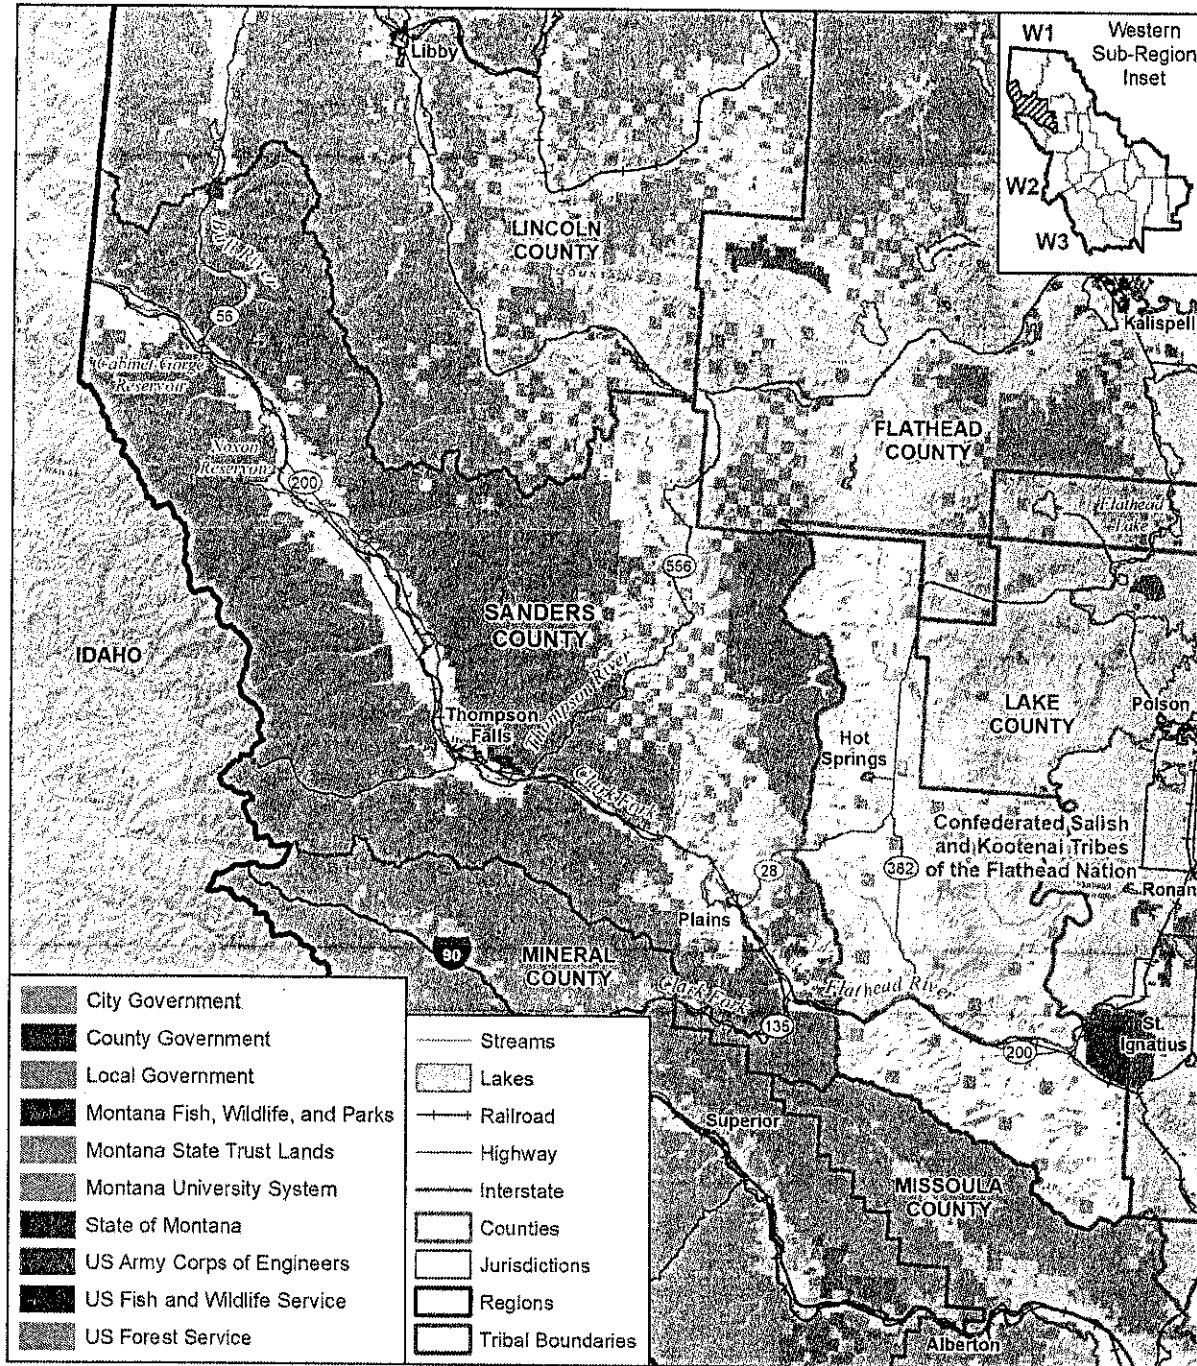 Libby
W1
Western
Sub-Region
Inset
W2
W3
LINCOLN
COUNTY
Bull River
56
Kalispell
Cabinet Gorge
Reservoir
Noxon
Reservoir
200
FLATHEAD
COUNTY
Flathead
Lake
556
SANDERS
COUNTY
IDAHO
Thompson River
Thompson
Falls
LAKE
COUNTY
Polson
Hot
Springs
Clark Fork
Confederated Salish
and Kootenai Tribes
of the Flathead Nation
28
382
Ronan
Plains
MINERAL
COUNTY
90
Clark Fork
Flathead River
135
St.
Ignatius
200
Superior
MISSOULA
COUNTY
Alberton
City Government
County Government
Local Government
Montana Fish, Wildlife, and Parks
Montana State Trust Lands
Montana University System
State of Montana
US Army Corps of Engineers
US Fish and Wildlife Service
US Forest Service
Streams
Lakes
Railroad
Highway
Interstate
Counties
Jurisdictions
Regions
Tribal Boundaries